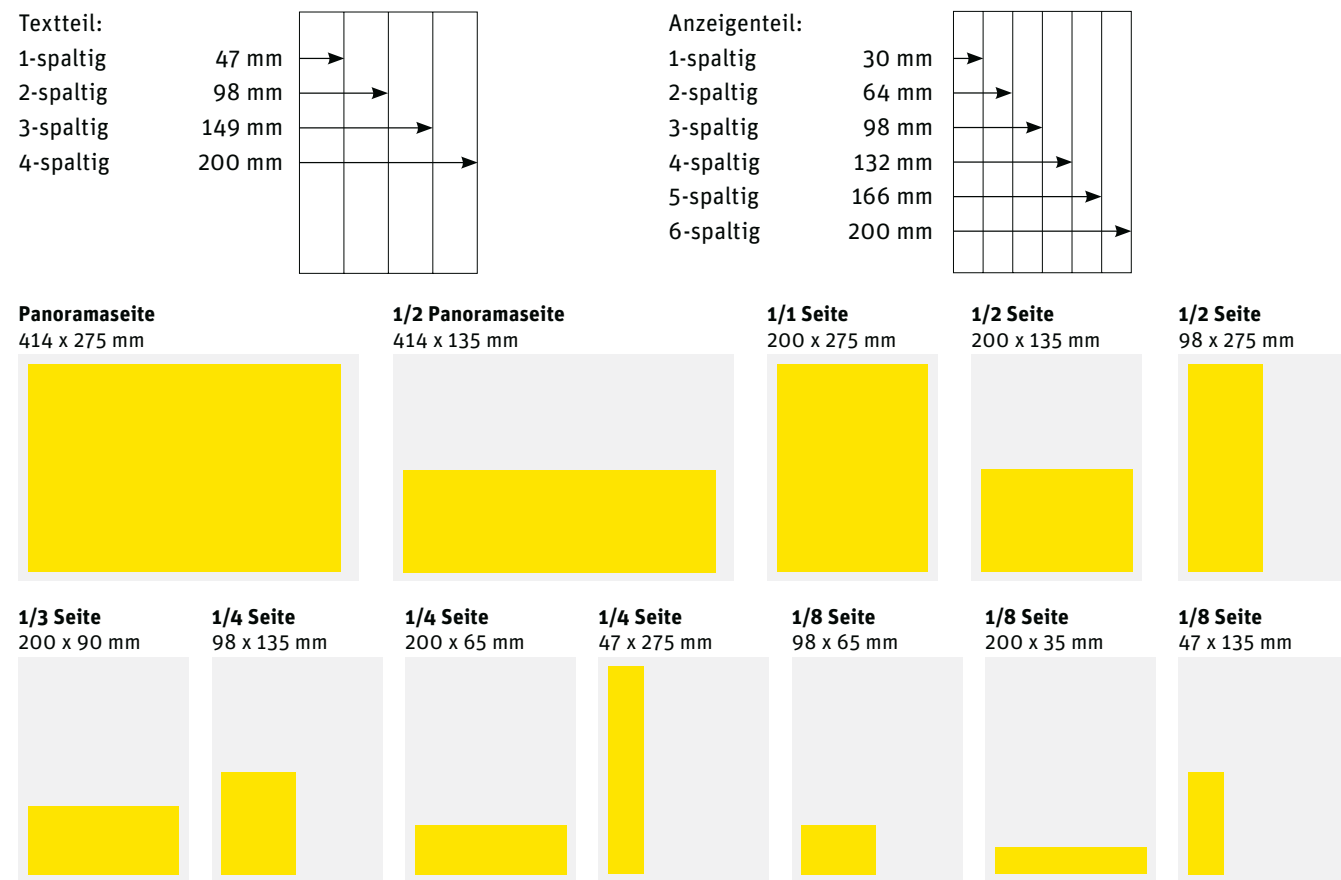 Textteil:
1-spaltig 47 mm
2-spaltig 98 mm
3-spaltig 149 mm
4-spaltig 200 mm
Anzeigenteil:
1-spaltig 30 mm
2-spaltig 64 mm
3-spaltig 98 mm
4-spaltig 132 mm
5-spaltig 166 mm
6-spaltig 200 mm
Panoramaseite
414 x 275 mm
1/2 Panoramaseite
414 x 135 mm
1/1 Seite
200 x 275 mm
1/2 Seite
200 x 135 mm
1/2 Seite
98 x 275 mm
1/3 Seite
200 x 90 mm
1/4 Seite
98 x 135 mm
1/4 Seite
200 x 65 mm
1/4 Seite
47 x 275 mm
1/8 Seite
98 x 65 mm
1/8 Seite
200 x 35 mm
1/8 Seite
47 x 135 mm